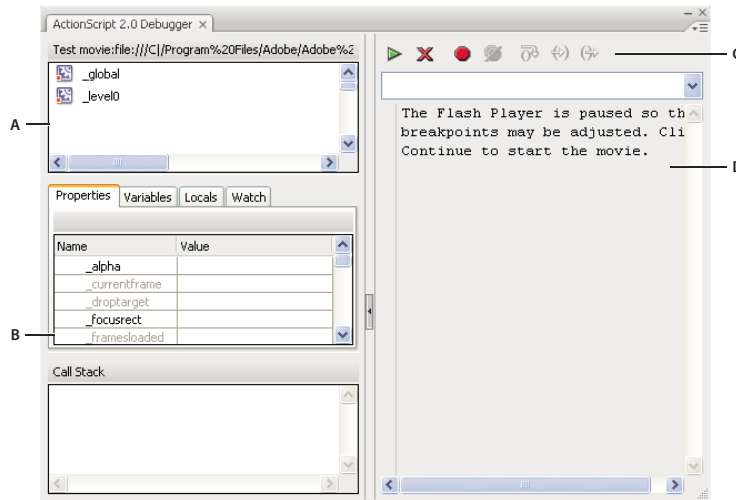 ActionScript 2.0 Debugger ×
Test movie:file:///C|/Program%20Files/Adobe/Adobe%2
_global
_level0
A
Properties Variables Locals Watch
Name Value
_alpha
_currentframe
_droptarget
_focusrect
_framesloaded
B
Call Stack
The Flash Player is paused so th
breakpoints may be adjusted. Cli
Continue to start the movie.